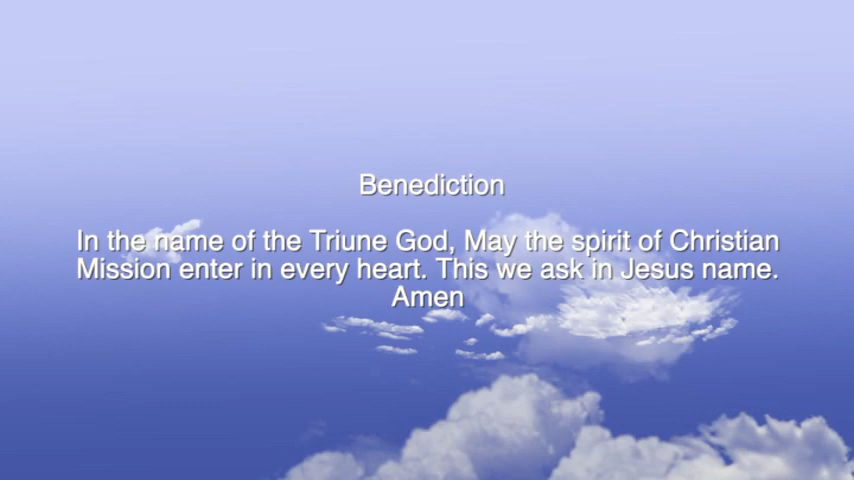 Benediction
In the name of the Triune God, May the spirit of Christian
Mission enter in every heart. This we ask in Jesus name.
Amen